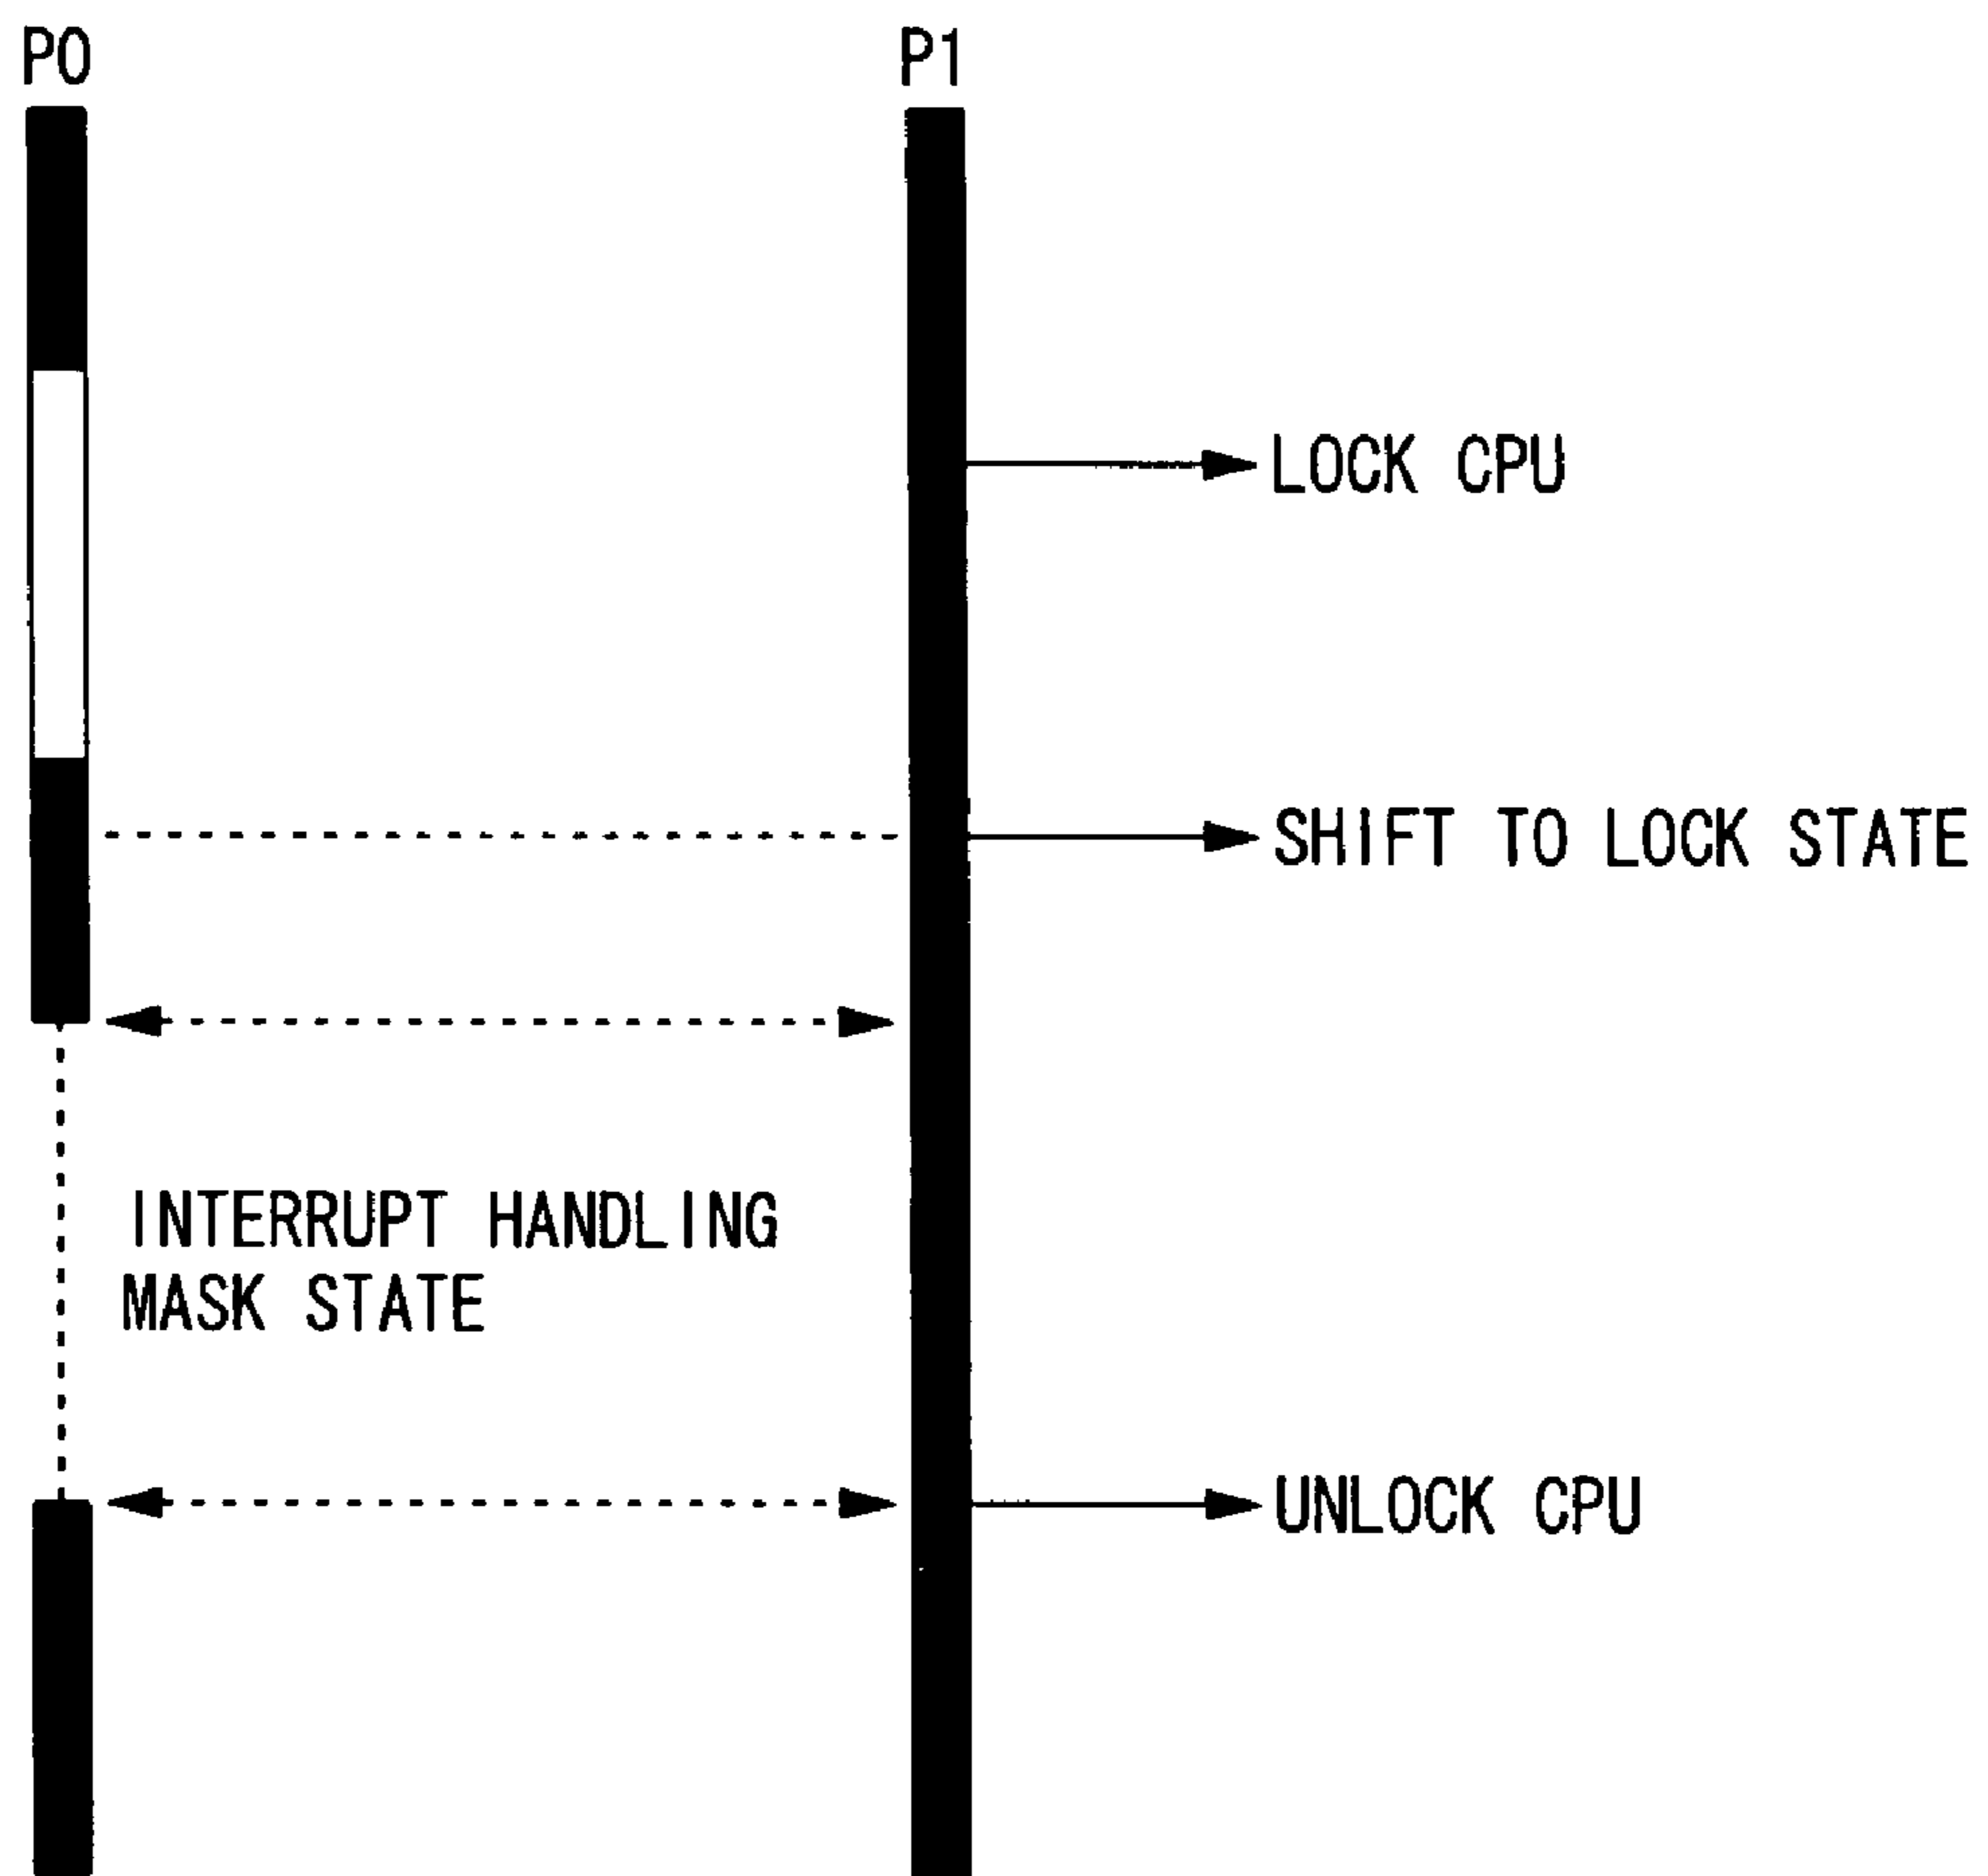 P0
P1
LOCK CPU
SHIFT TO LOCK STATE
INTERRUPT HANDLING
MASK STATE
UNLOCK CPU